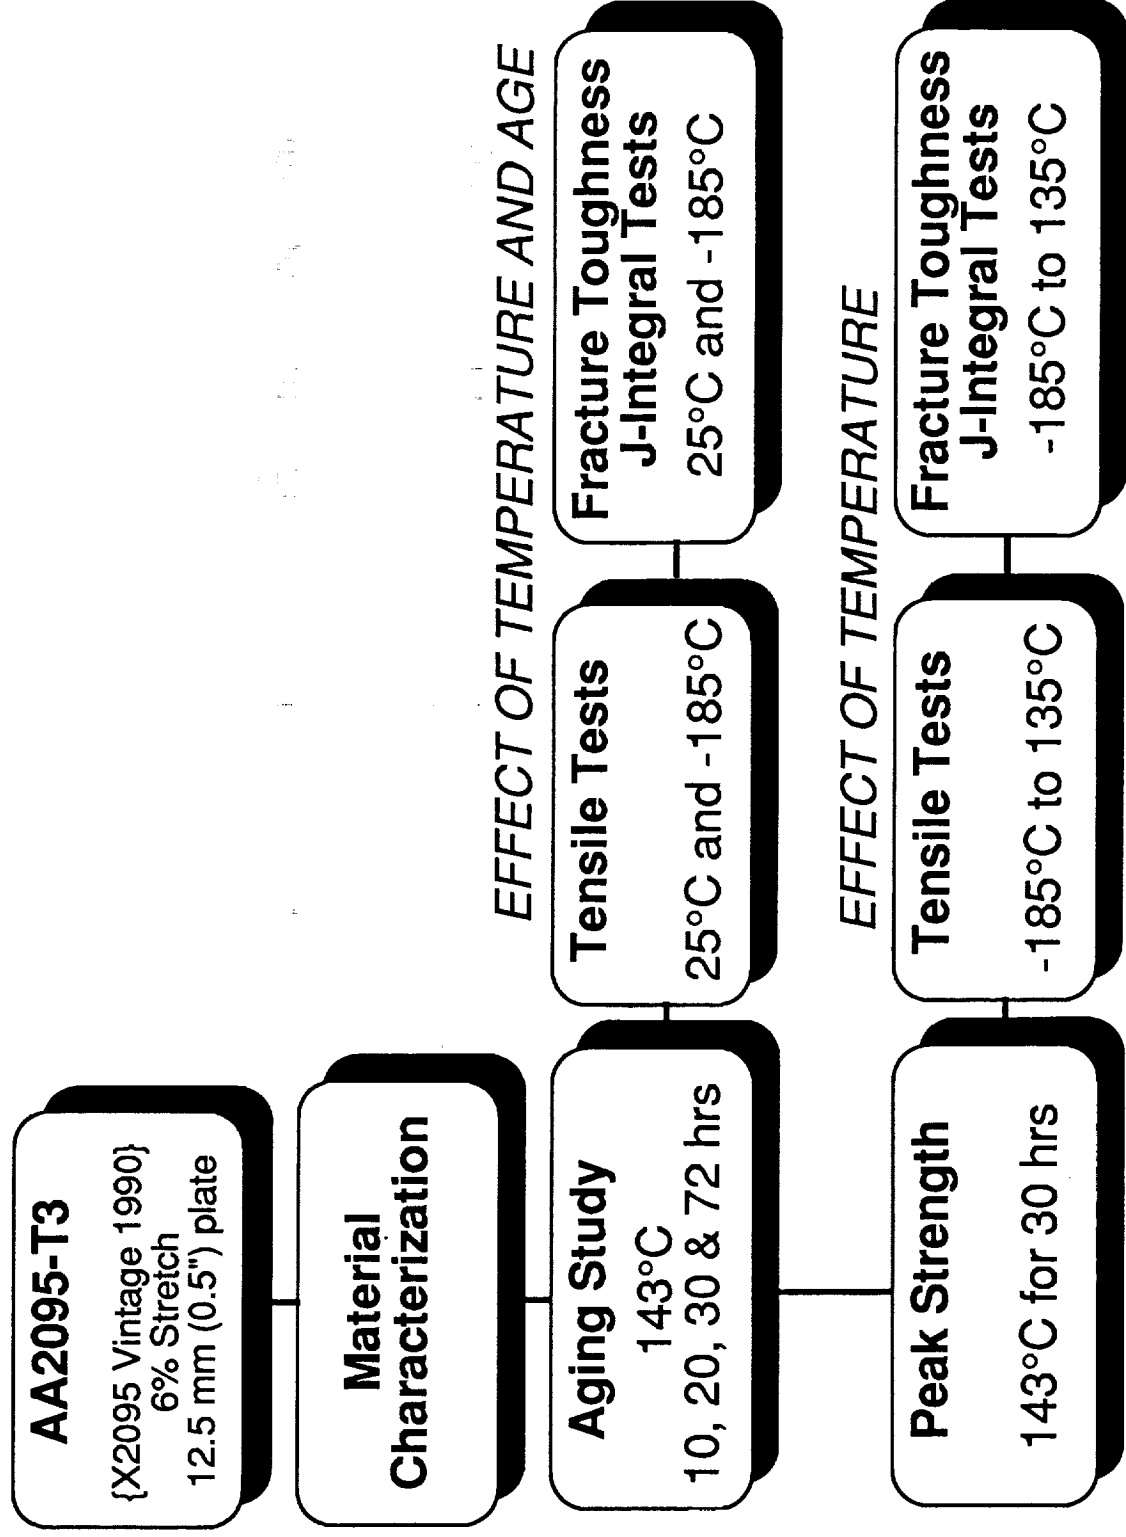 AA2095-T3
{X2095 Vintage 1990}
6% Stretch
12.5 mm (0.5") plate
Material
Characterization
EFFECT OF TEMPERATURE AND AGE
Aging Study
143°C
10, 20, 30 & 72 hrs
Tensile Tests
25°C and -185°C
Fracture Toughness
J-Integral Tests
25°C and -185°C
EFFECT OF TEMPERATURE
Peak Strength
143°C for 30 hrs
Tensile Tests
-185°C to 135°C
Fracture Toughness
J-Integral Tests
-185°C to 135°C